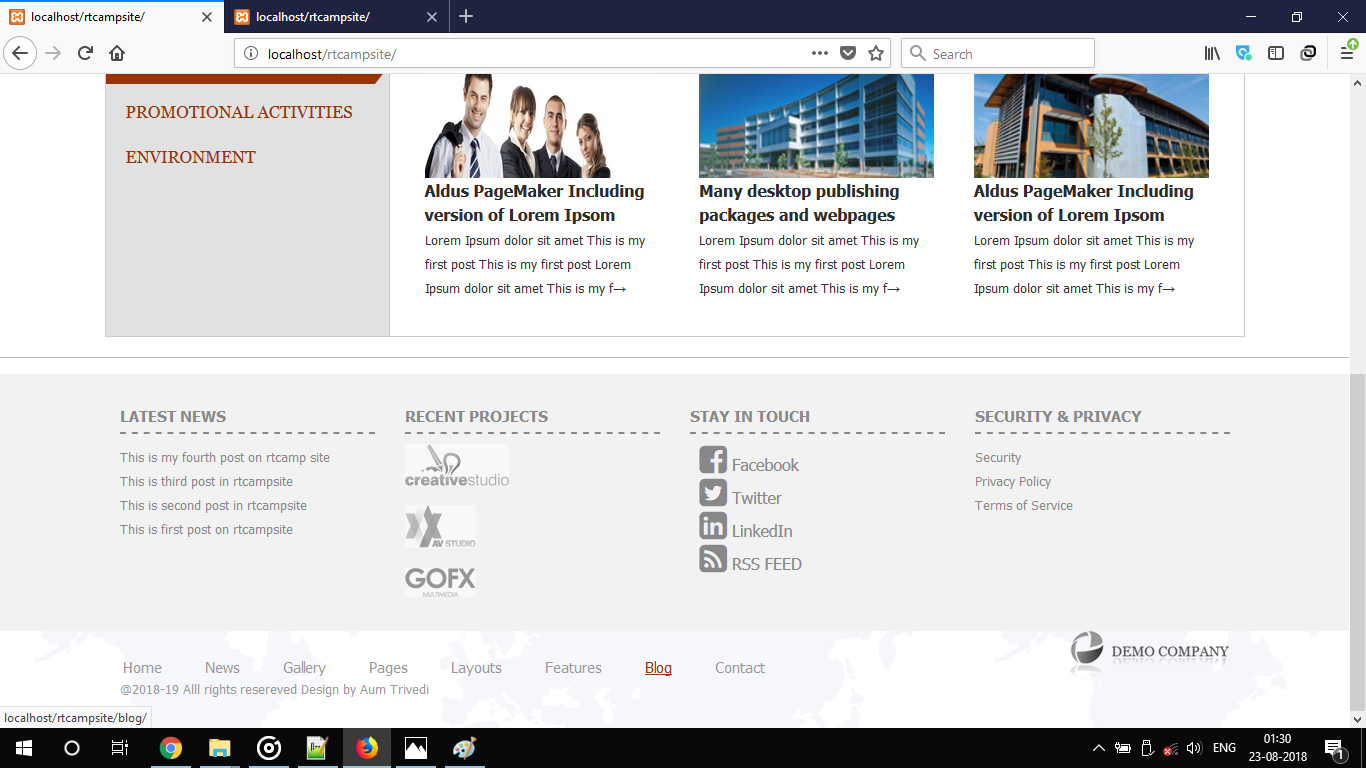 localhost/rtcampsite/
localhost/rtcampsite/
localhost/rtcampsite/
Search
PROMOTIONAL ACTIVITIES
ENVIRONMENT
Aldus PageMaker Including
version of Lorem Ipsom
Lorem Ipsum dolor sit amet This is my
first post This is my first post Lorem
Ipsum dolor sit amet This is my f→
Many desktop publishing
packages and webpages
Lorem Ipsum dolor sit amet This is my
first post This is my first post Lorem
Ipsum dolor sit amet This is my f→
Aldus PageMaker Including
version of Lorem Ipsom
Lorem Ipsum dolor sit amet This is my
first post This is my first post Lorem
Ipsum dolor sit amet This is my f→
LATEST NEWS
This is my fourth post on rtcamp site
This is third post in rtcampsite
This is second post in rtcampsite
This is first post on rtcampsite
RECENT PROJECTS
creativestudio
AV STUDIO
GOFX
MULTIMEDIA
STAY IN TOUCH
Facebook
Twitter
LinkedIn
RSS FEED
SECURITY & PRIVACY
Security
Privacy Policy
Terms of Service
DEMO COMPANY
Home News Gallery Pages Layouts Features Blog Contact
@2018-19 Alll rights resereved Design by Aum Trivedi
localhost/rtcampsite/blog/
ENG
01:30
23-08-2018
1